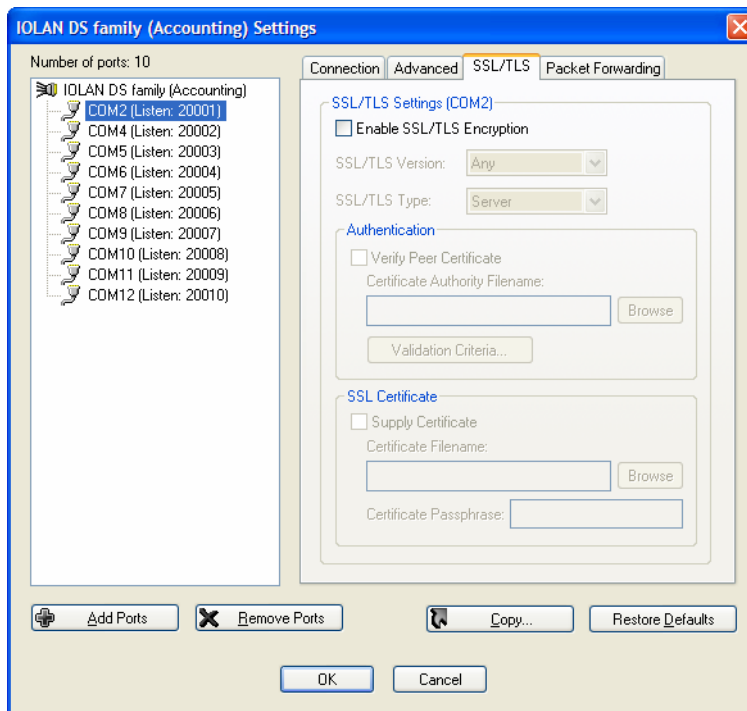 IOLAN DS family (Accounting) Settings
Number of ports: 10
IOLAN DS family (Accounting)
COM2 (Listen: 20001)
COM4 (Listen: 20002)
COM5 (Listen: 20003)
COM6 (Listen: 20004)
COM7 (Listen: 20005)
COM8 (Listen: 20006)
COM9 (Listen: 20007)
COM10 (Listen: 20008)
COM11 (Listen: 20009)
COM12 (Listen: 20010)
Connection Advanced SSL/TLS Packet Forwarding
SSL/TLS Settings (COM2)
Enable SSL/TLS Encryption
SSL/TLS Version: Any
SSL/TLS Type: Server
Authentication
Verify Peer Certificate
Certificate Authority Filename:
Browse
Validation Criteria...
SSL Certificate
Supply Certificate
Certificate Filename:
Browse
Certificate Passphrase:
Add Ports Remove Ports Copy... Restore Defaults
OK Cancel